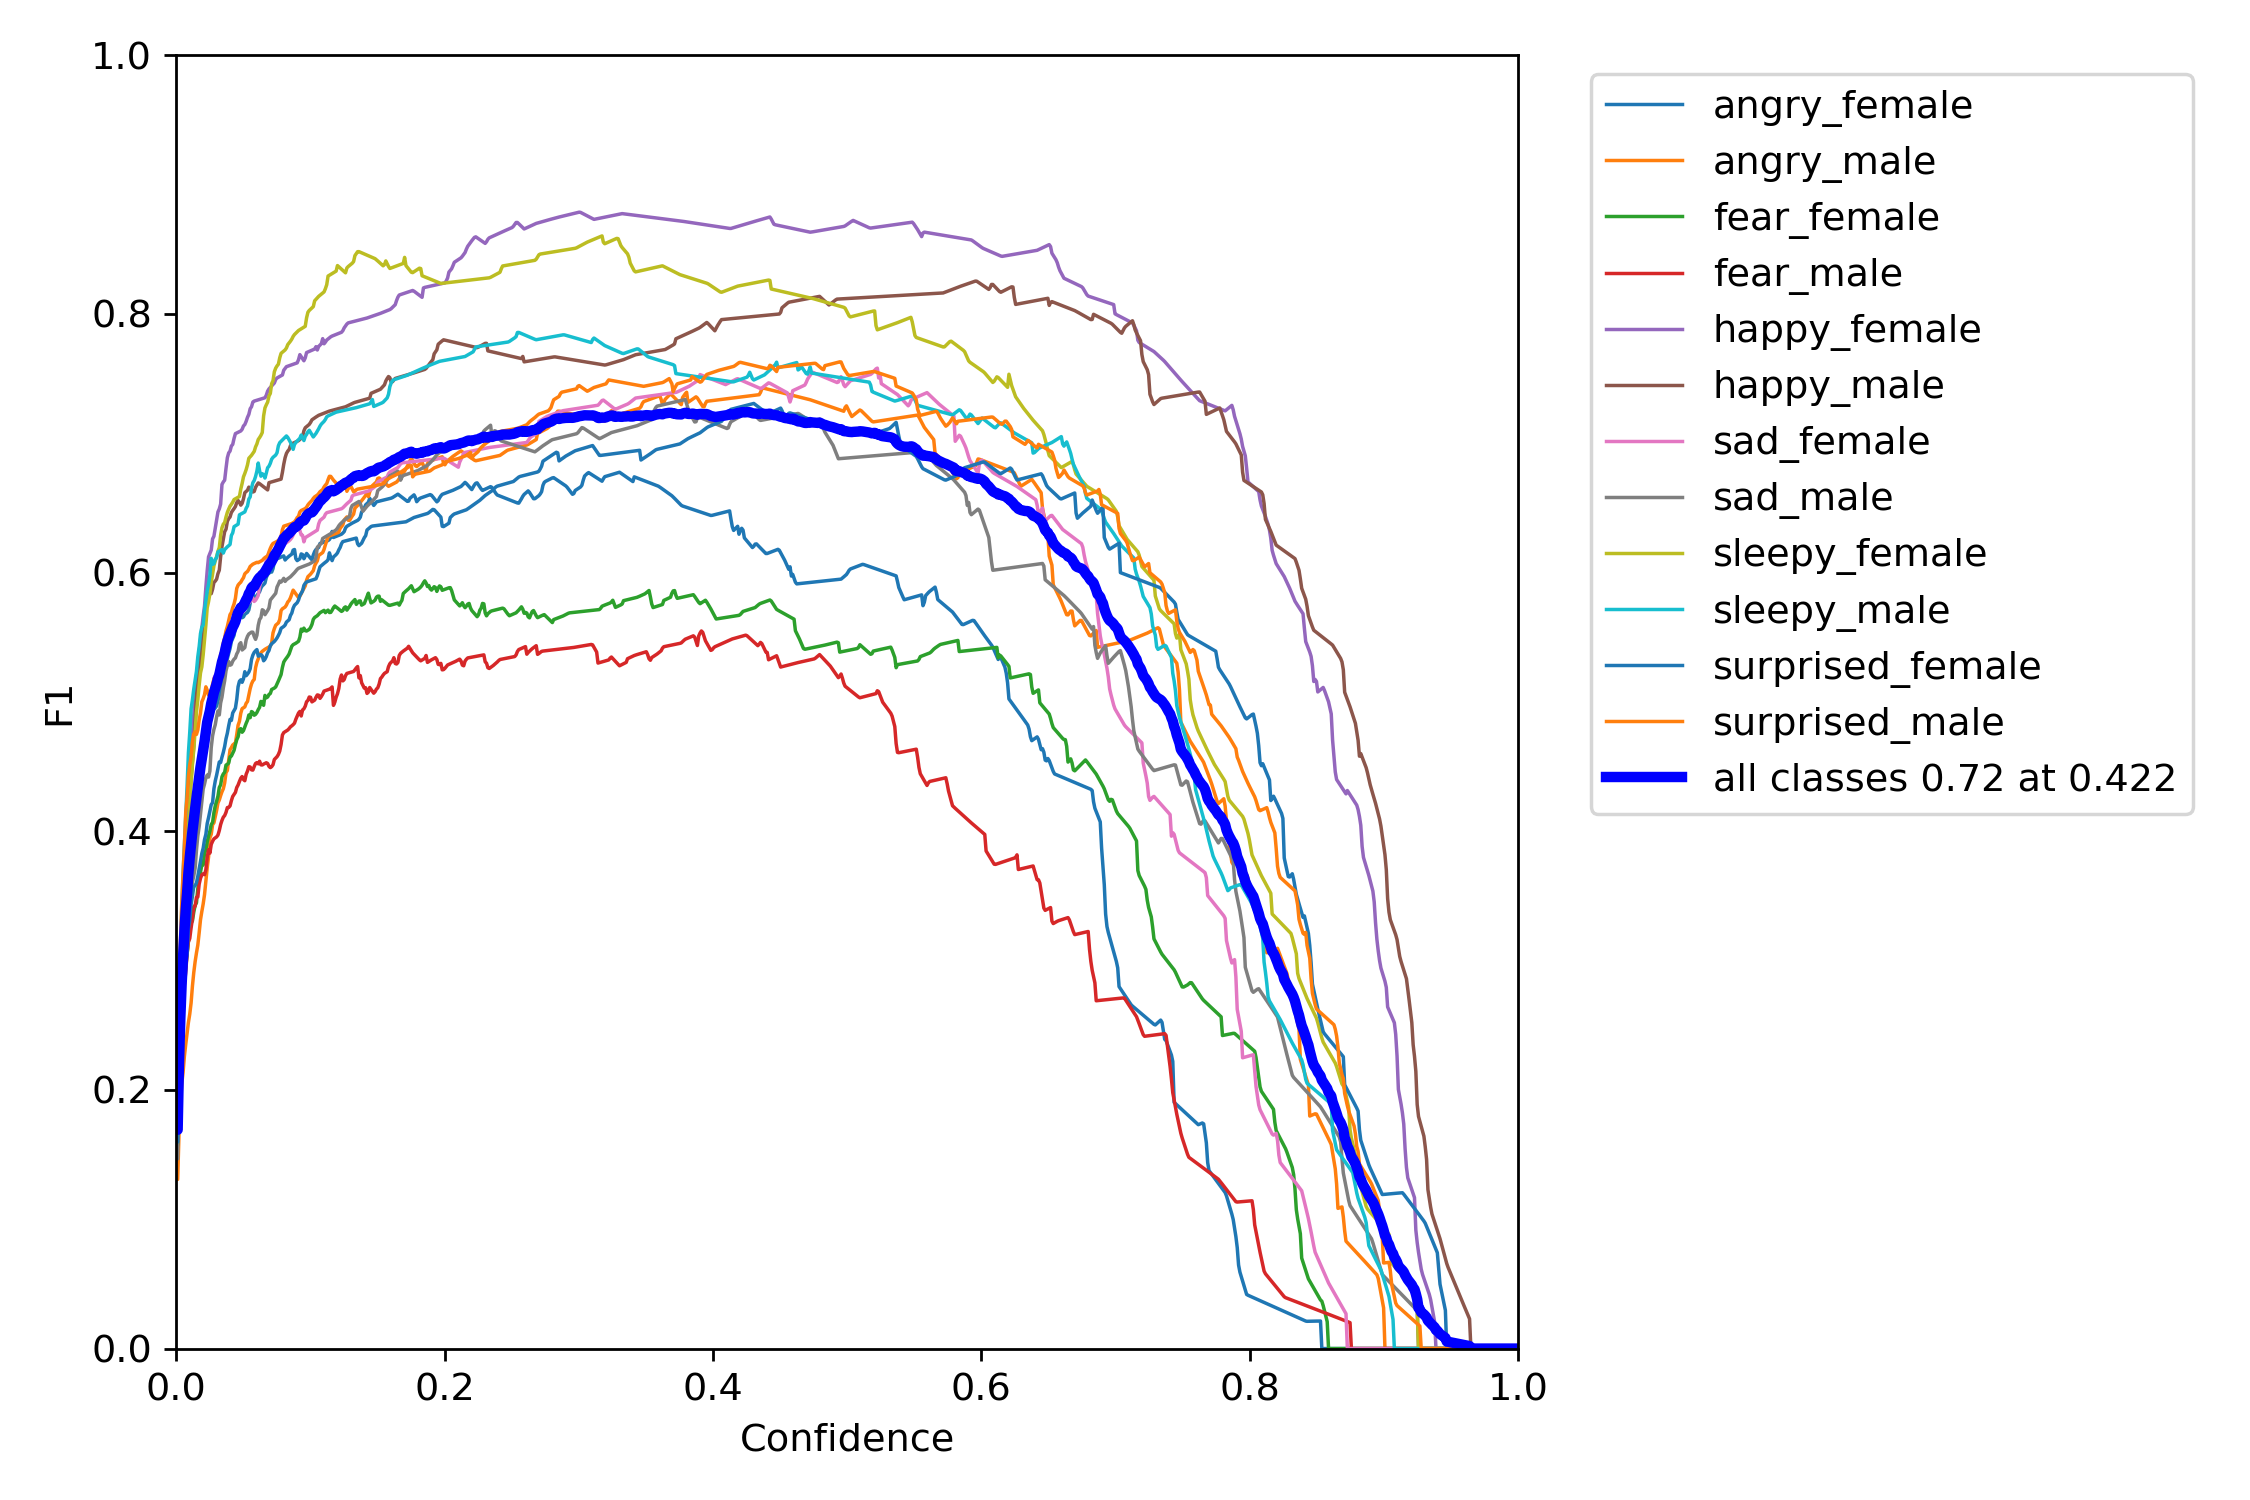 F1
1.0
0.8
0.6
0.4
0.2
0.0
0.0 0.2 0.4 0.6 0.8 1.0
Confidence
angry_female
angry_male
fear_female
fear_male
happy_female
happy_male
sad_female
sad_male
sleepy_female
sleepy_male
surprised_female
surprised_male
all classes 0.72 at 0.422